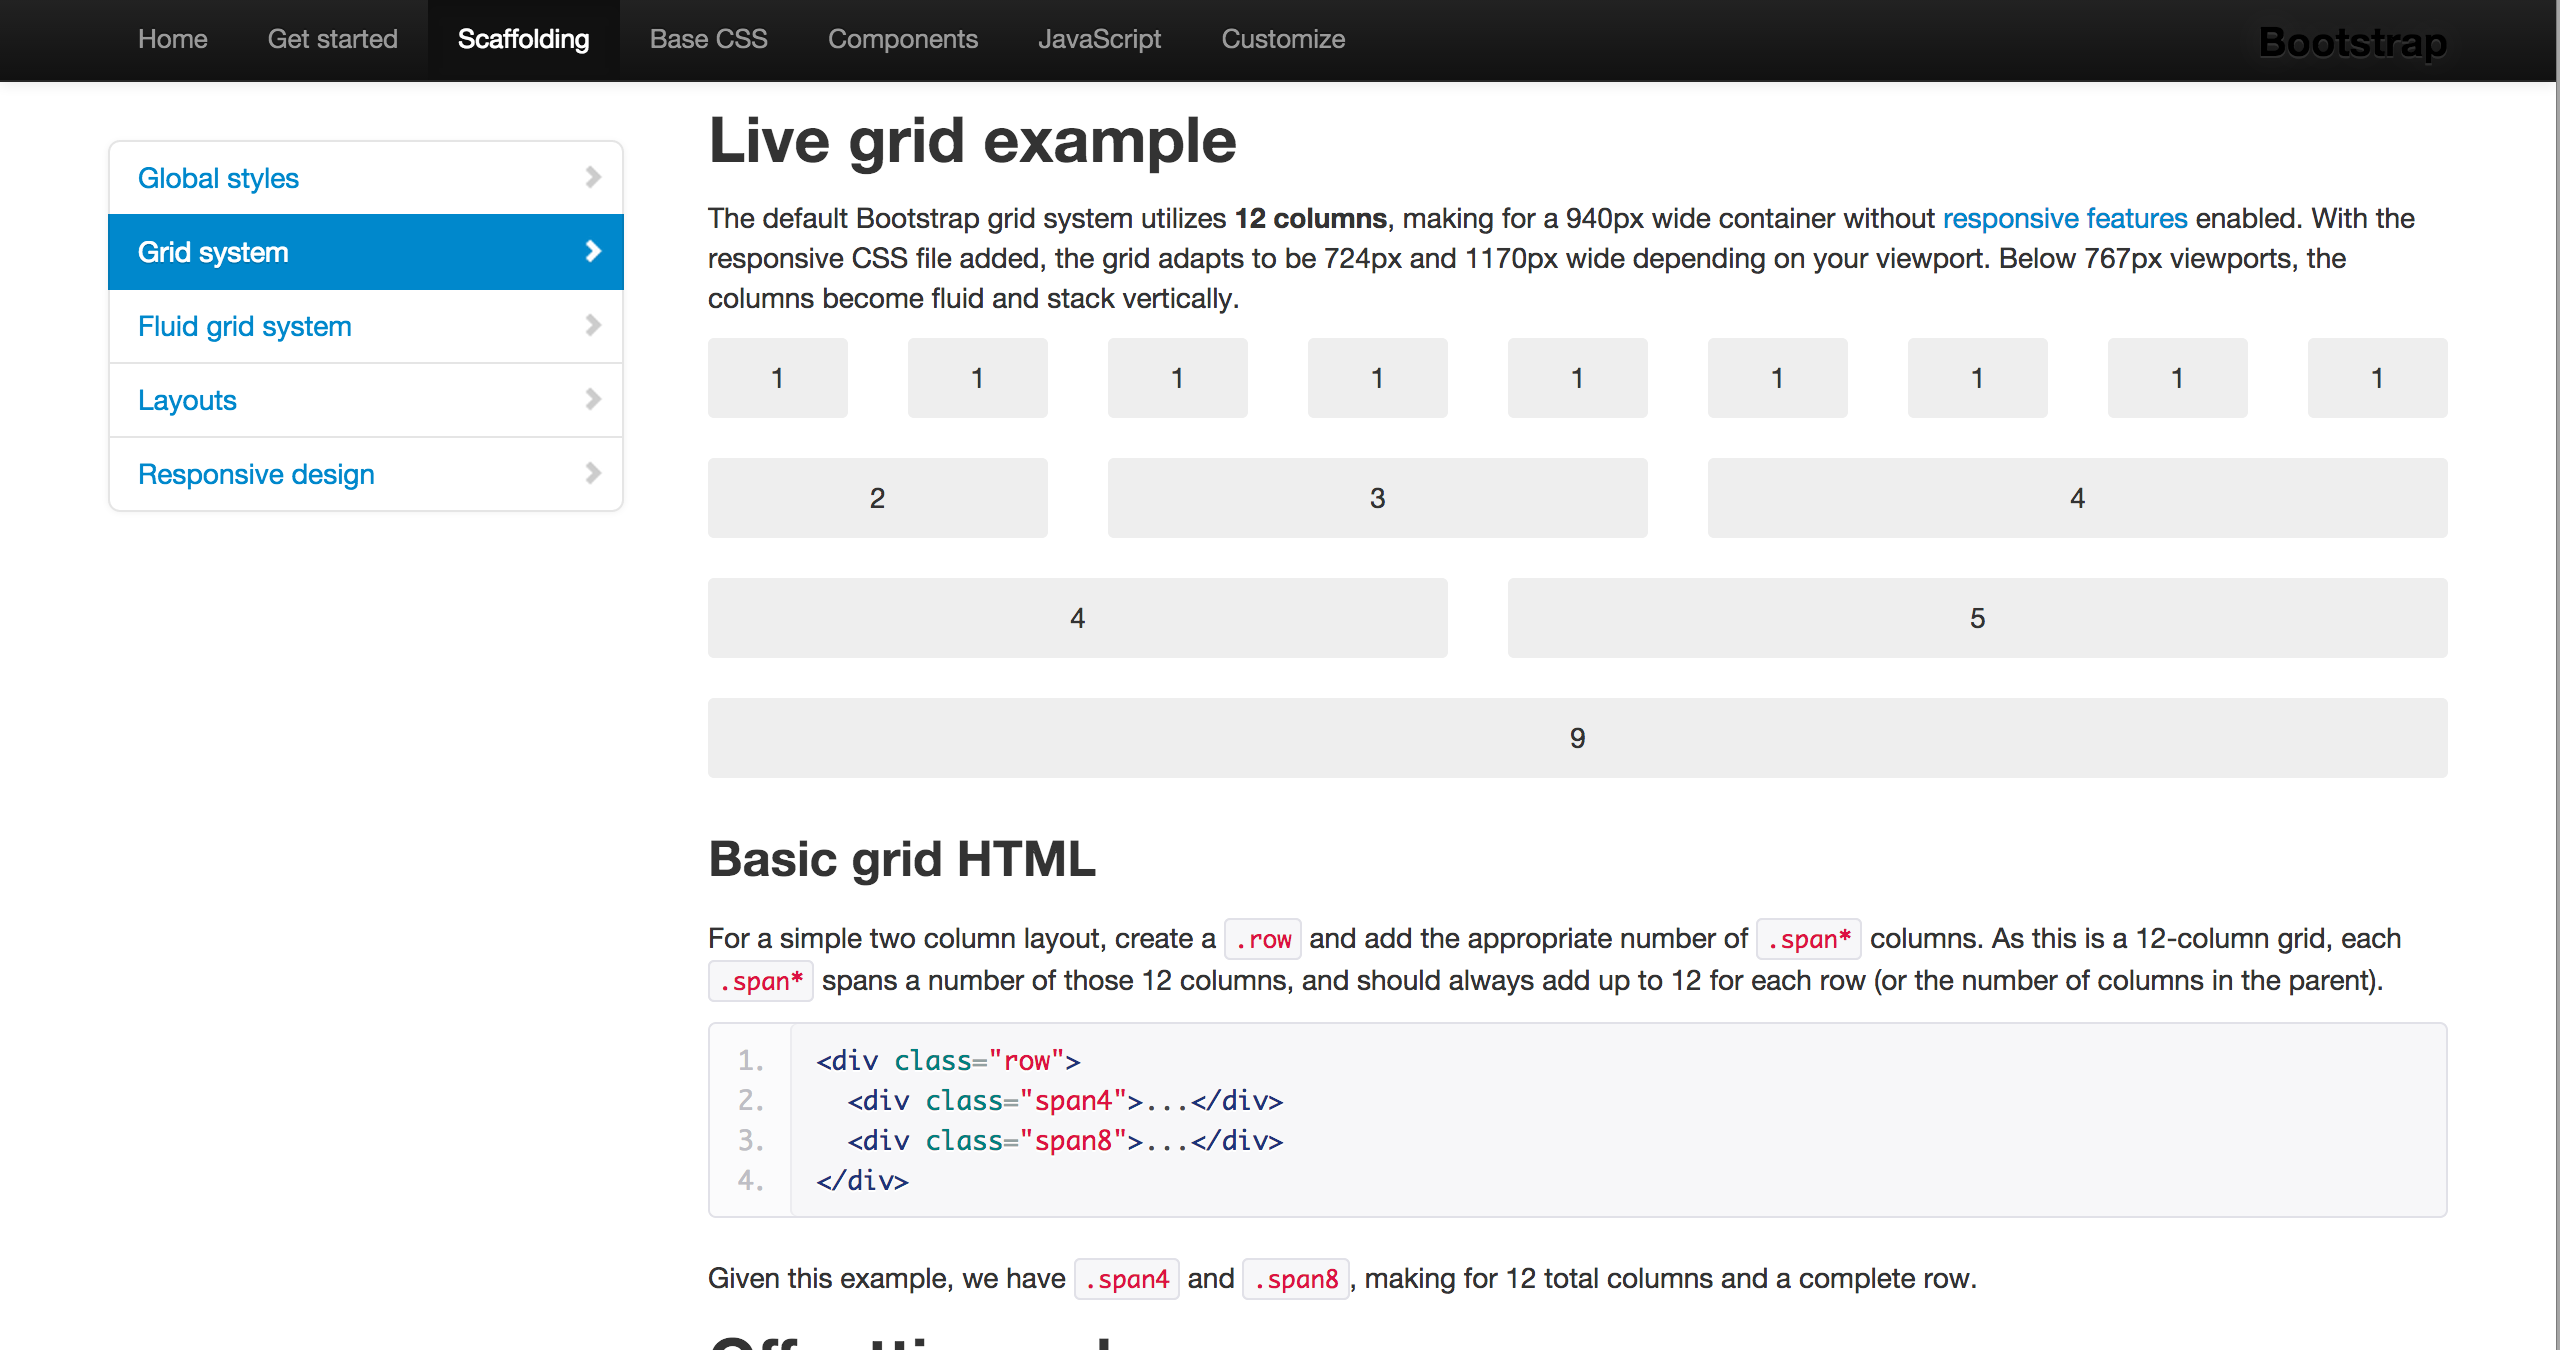 Home Get started Scaffolding Base CSS Components JavaScript Customize Bootstrap
Global styles
Grid system
Fluid grid system
Layouts
Responsive design
Live grid example
The default Bootstrap grid system utilizes 12 columns, making for a 940px wide container without responsive features enabled. With the
responsive CSS file added, the grid adapts to be 724px and 1170px wide depending on your viewport. Below 767px viewports, the
columns become fluid and stack vertically.
1 1 1 1 1 1 1 1 1
2 3 4
4 5
9
Basic grid HTML
For a simple two column layout, create a .row and add the appropriate number of .span* columns. As this is a 12-column grid, each
.span* spans a number of those 12 columns, and should always add up to 12 for each row (or the number of columns in the parent).
1. <div class="row">
2. <div class="span4">...</div>
3. <div class="span8">...</div>
4. </div>
Given this example, we have .span4 and .span8, making for 12 total columns and a complete row.